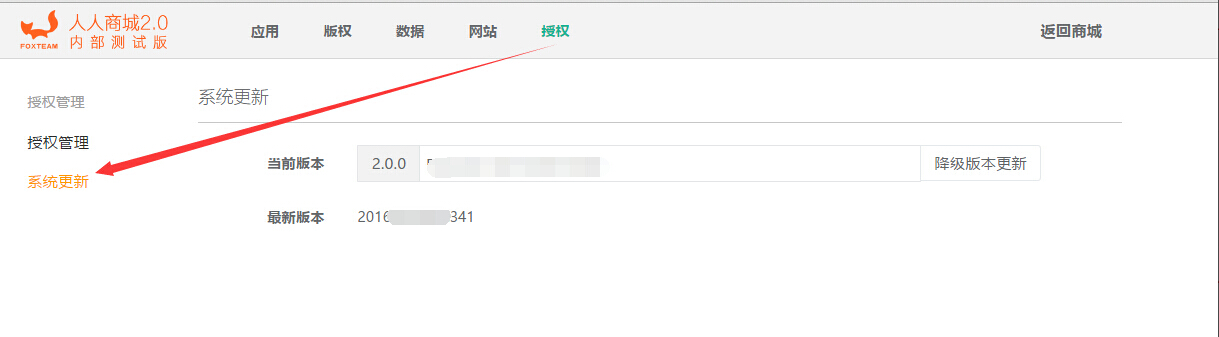 人人商城2.0
内部测试版
FOXTEAM
应用 版权 数据 网站 授权 返回商城
授权管理
授权管理
系统更新
系统更新
当前版本 2.0.0 降级版本更新
最新版本 2016 341